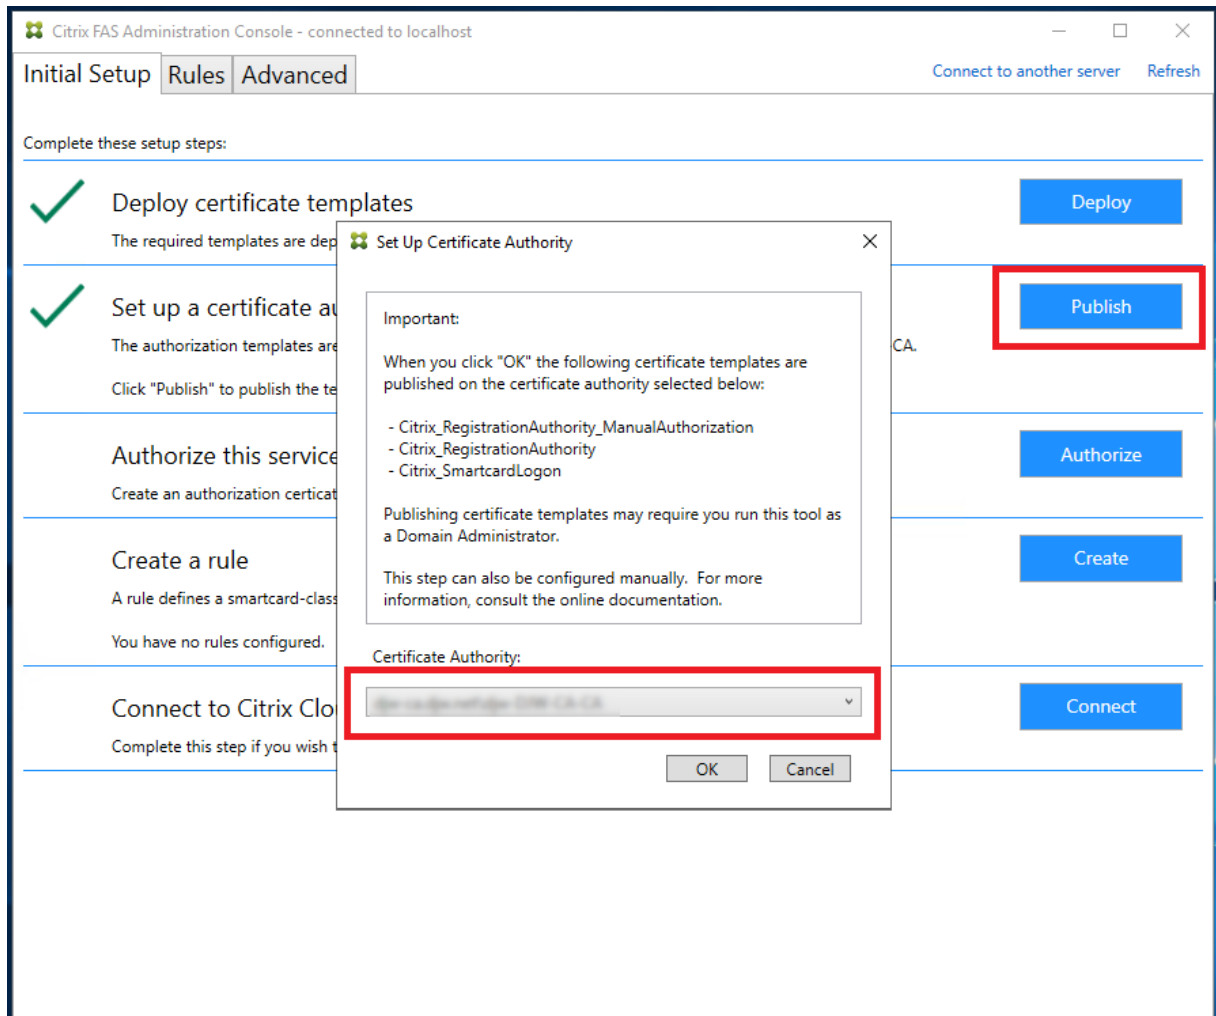 Citrix FAS Administration Console - connected to localhost
Initial Setup Rules Advanced
Connect to another server Refresh
Complete these setup steps:
Deploy certificate templates
Deploy
The required templates are dep
Set Up Certificate Authority
Set up a certificate au
Publish
The authorization templates are
CA.
Click "Publish" to publish the te
Important:
When you click "OK" the following certificate templates are
published on the certificate authority selected below:
- Citrix_RegistrationAuthority_ManualAuthorization
- Citrix_RegistrationAuthority
- Citrix_SmartcardLogon
Publishing certificate templates may require you run this tool as
a Domain Administrator.
This step can also be configured manually. For more
information, consult the online documentation.
Certificate Authority:
OK Cancel
Authorize this service
Authorize
Create an authorization certicat
Create a rule
Create
A rule defines a smartcard-class
You have no rules configured.
Connect to Citrix Clo
Connect
Complete this step if you wish t